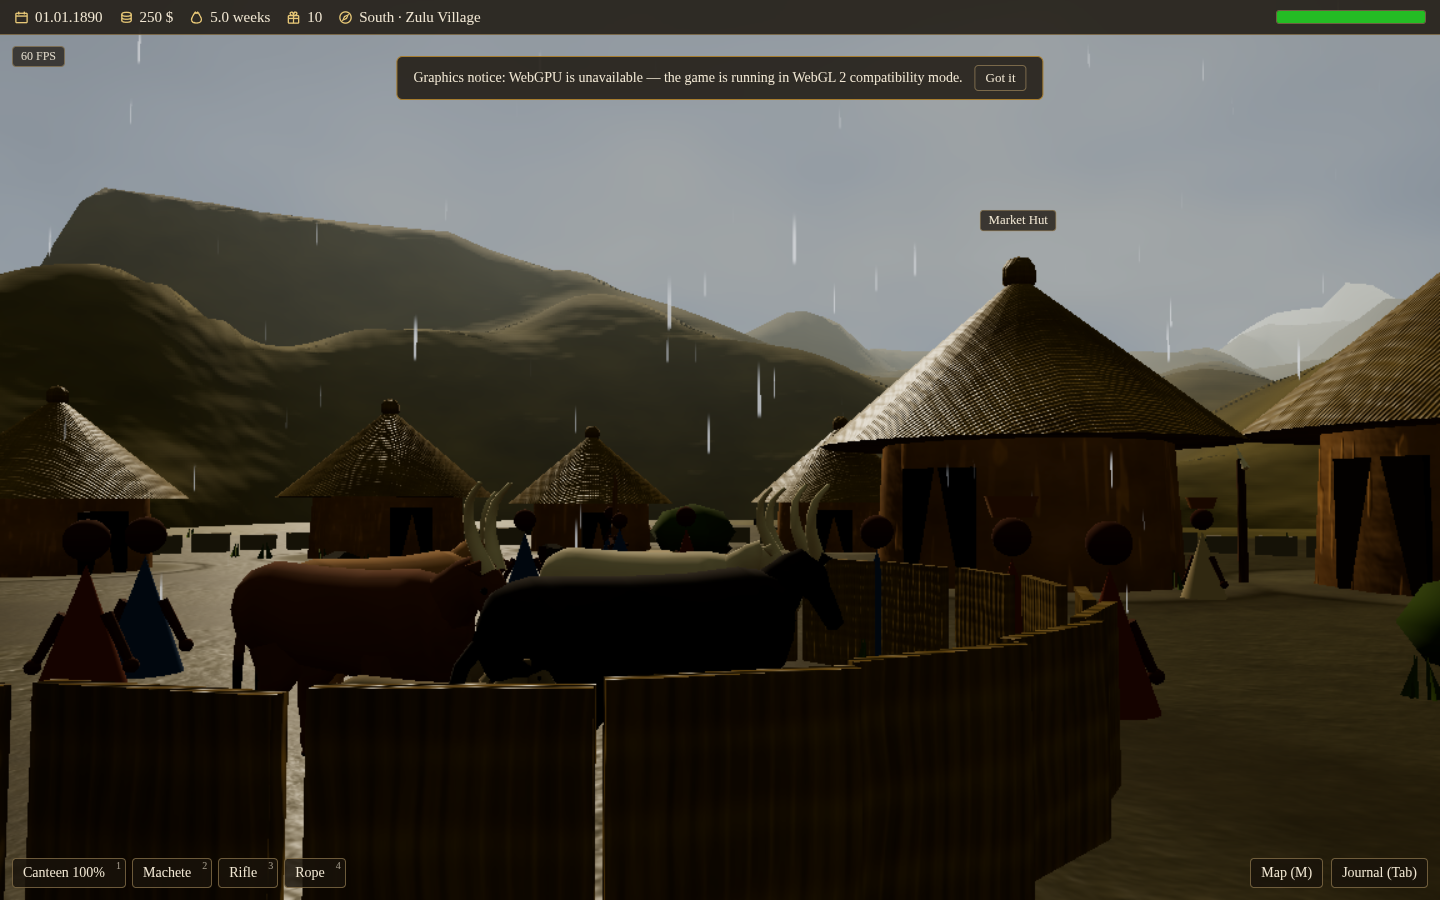 01.01.1890 250 $ 5.0 weeks 10 South · Zulu Village
60 FPS
Graphics notice: WebGPU is unavailable — the game is running in WebGL 2 compatibility mode. Got it
Market Hut
Canteen 100% 1 Machete 2 Rifle 3 Rope 4 Map (M) Journal (Tab)